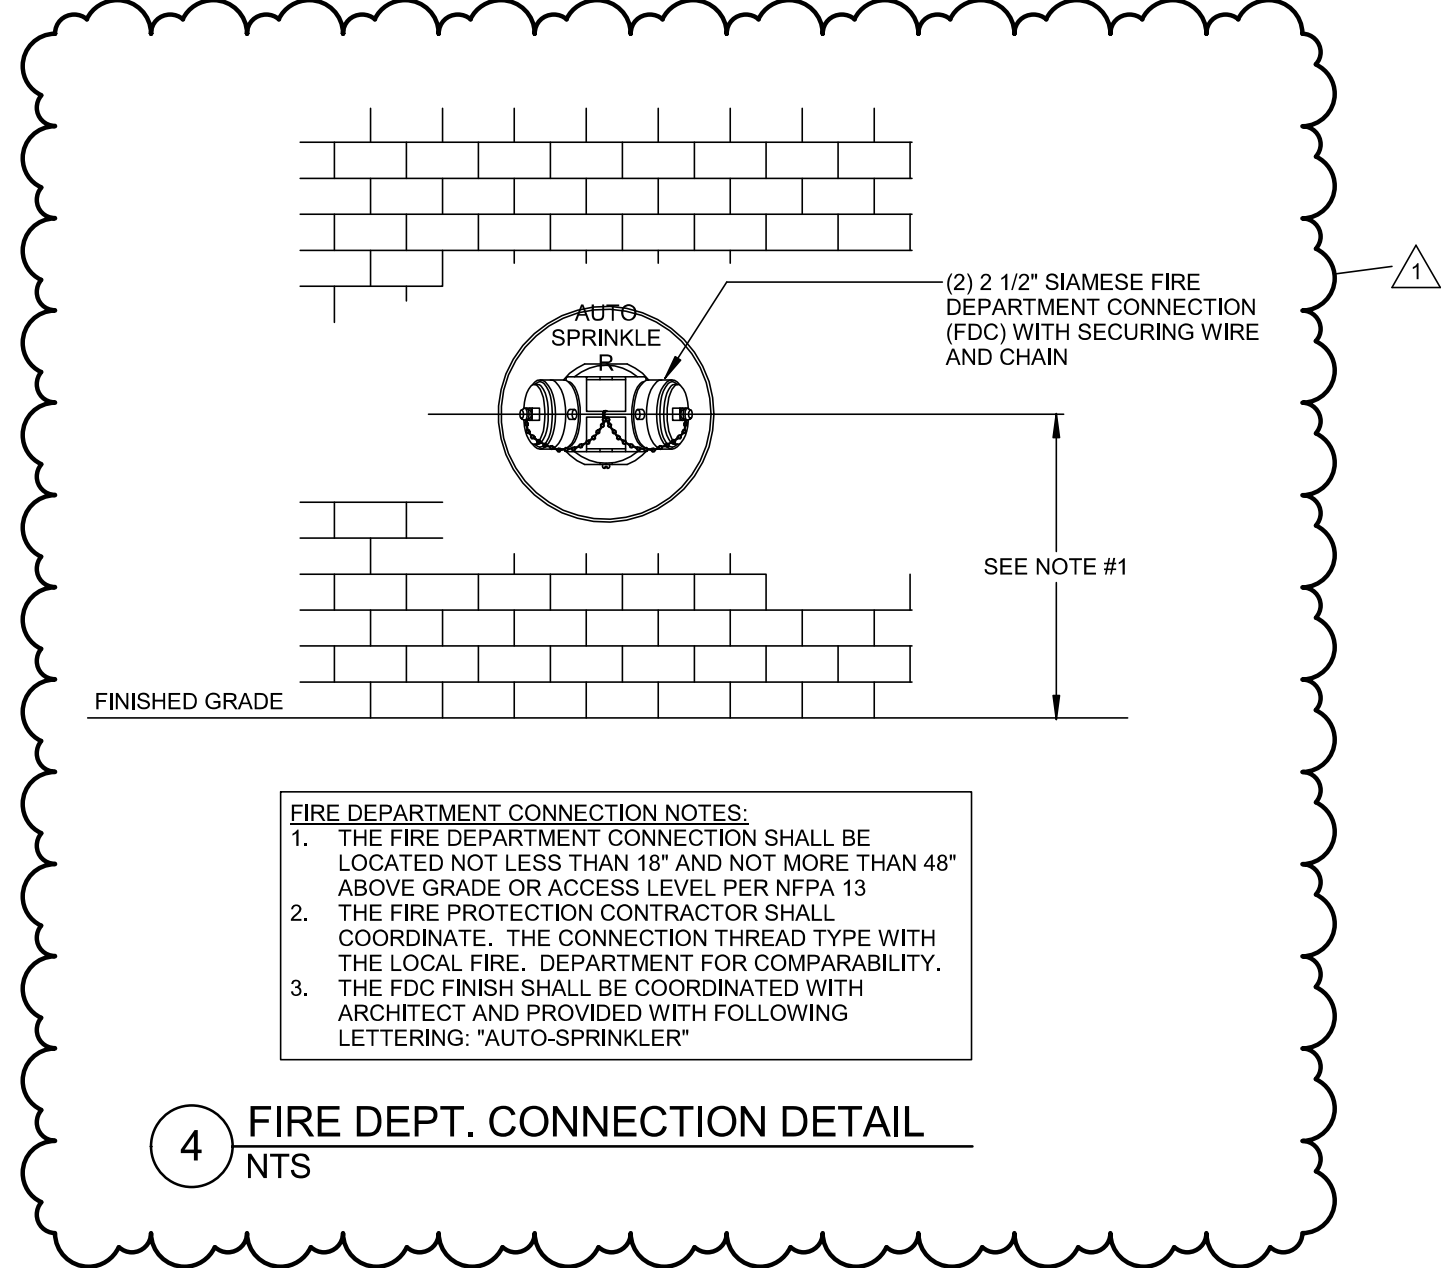 (2) 2 1/2" SIAMESE FIRE
DEPARTMENT CONNECTION
(FDC) WITH SECURING WIRE
AND CHAIN
1
AUTO
SPRINKLE
R
SEE NOTE #1
FINISHED GRADE
FIRE DEPARTMENT CONNECTION NOTES:
1. THE FIRE DEPARTMENT CONNECTION SHALL BE
LOCATED NOT LESS THAN 18" AND NOT MORE THAN 48"
ABOVE GRADE OR ACCESS LEVEL PER NFPA 13
2. THE FIRE PROTECTION CONTRACTOR SHALL
COORDINATE. THE CONNECTION THREAD TYPE WITH
THE LOCAL FIRE. DEPARTMENT FOR COMPARABILITY.
3. THE FDC FINISH SHALL BE COORDINATED WITH
ARCHITECT AND PROVIDED WITH FOLLOWING
LETTERING: "AUTO-SPRINKLER"
4
FIRE DEPT. CONNECTION DETAIL
NTS